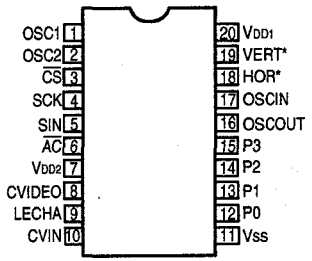 OSC1 1 20 VDD1
OSC2 2 19 VERT*
CS 3 18 HOR*
SCK 4 17 OSCIN
SIN 5 16 OSCOUT
AC 6 15 P3
VDD2 7 14 P2
CVIDEO 8 13 P1
LECHA 9 12 P0
CVIN 10 11 VSS